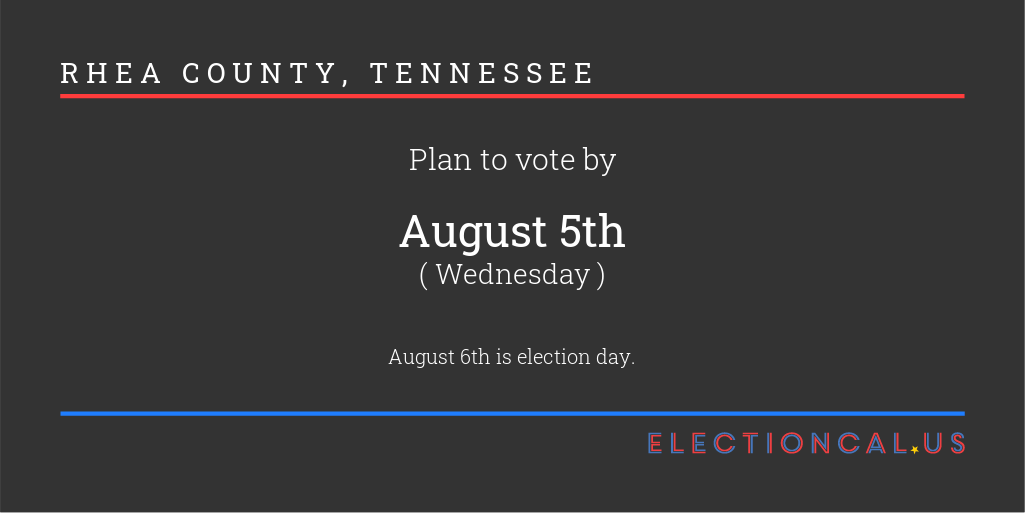 RHEA COUNTY, TENNESSEE
Plan to vote by
August 5th
( Wednesday )
August 6th is election day.
ELECTIONCAL★US